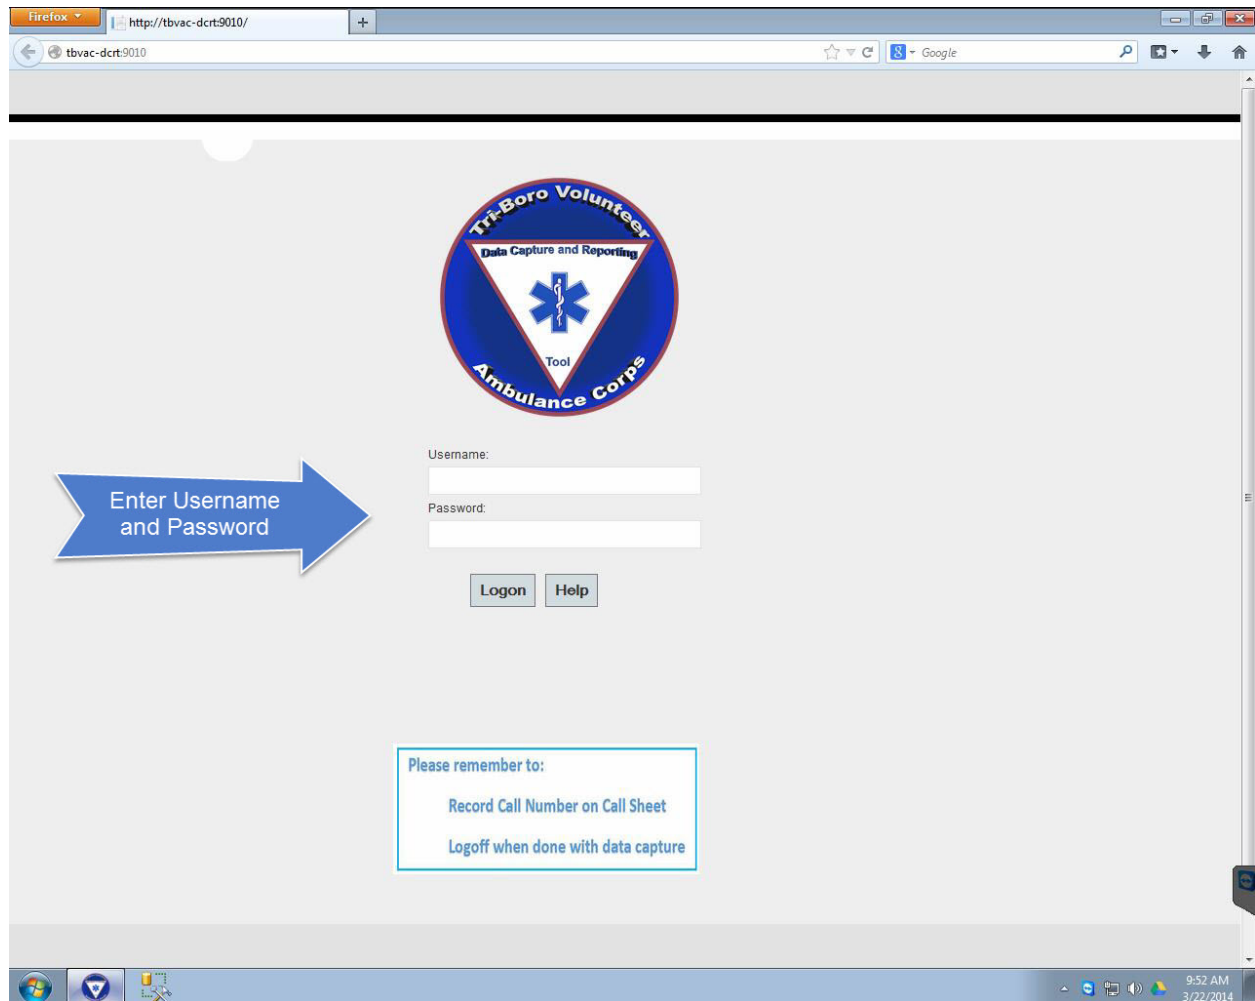 Firefox
http://tbvac-dcrt:9010/
+
tbvac-dcrt:9010
8
Google
Tri-Boro Volunteer
Data Capture and Reporting
Tool
Ambulance Corps
Username:
Enter Username
and Password
Password:
Logon Help
Please remember to:
Record Call Number on Call Sheet
Logoff when done with data capture
9:52 AM
3/22/2014